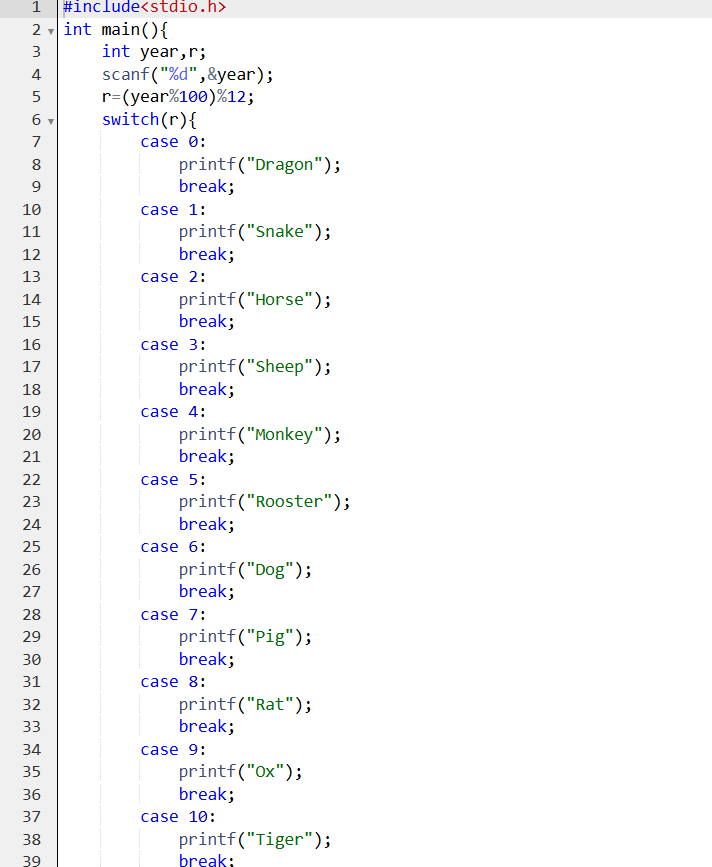 1 #include<stdio.h>
2 int main(){
3     int year,r;
4     scanf("%d",&year);
5     r=(year%100)%12;
6     switch(r){
7         case 0:
8             printf("Dragon");
9             break;
10         case 1:
11             printf("Snake");
12             break;
13         case 2:
14             printf("Horse");
15             break;
16         case 3:
17             printf("Sheep");
18             break;
19         case 4:
20             printf("Monkey");
21             break;
22         case 5:
23             printf("Rooster");
24             break;
25         case 6:
26             printf("Dog");
27             break;
28         case 7:
29             printf("Pig");
30             break;
31         case 8:
32             printf("Rat");
33             break;
34         case 9:
35             printf("Ox");
36             break;
37         case 10:
38             printf("Tiger");
39             break;